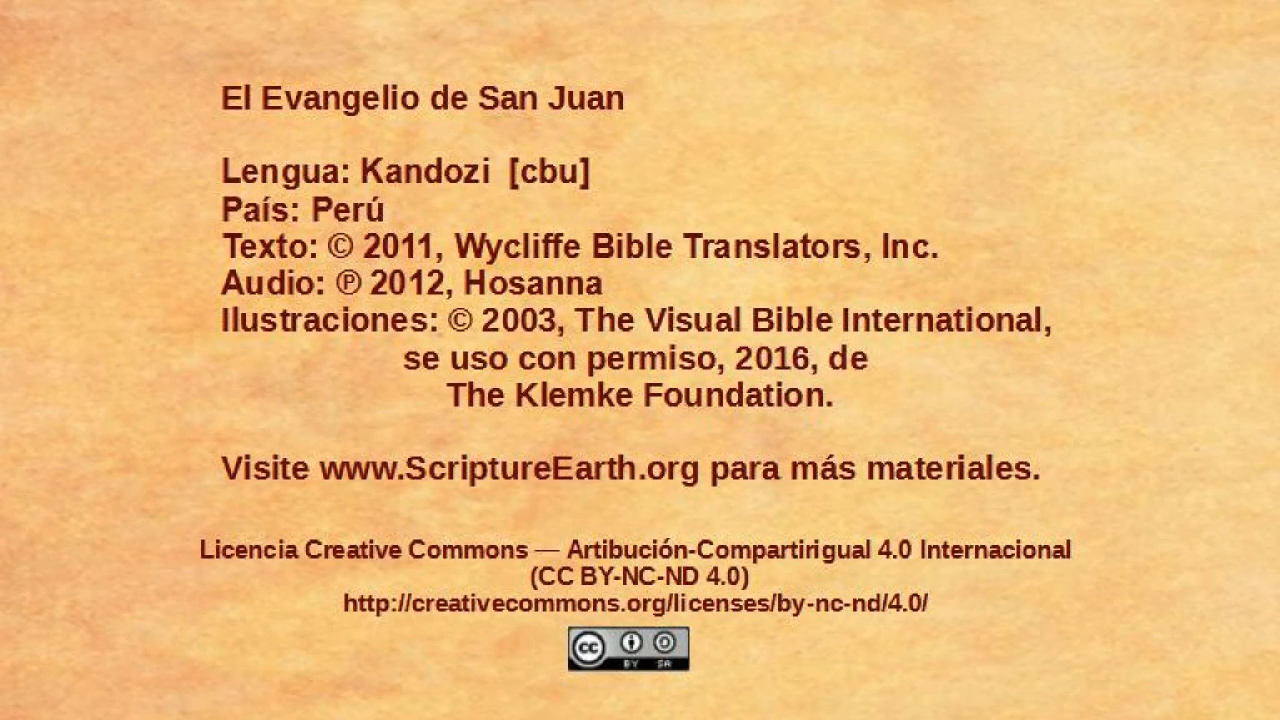 El Evangelio de San Juan
Lengua: Kandozi [cbu]
País: Perú
Texto: © 2011, Wycliffe Bible Translators, Inc.
Audio: ℗ 2012, Hosanna
Ilustraciones: © 2003, The Visual Bible International,
se uso con permiso, 2016, de
The Klemke Foundation.
Visite www.ScriptureEarth.org para más materiales.
Licencia Creative Commons — Artibución-Compartirigual 4.0 Internacional
(CC BY-NC-ND 4.0)
http://creativecommons.org/licenses/by-nc-nd/4.0/
cc
BY SA